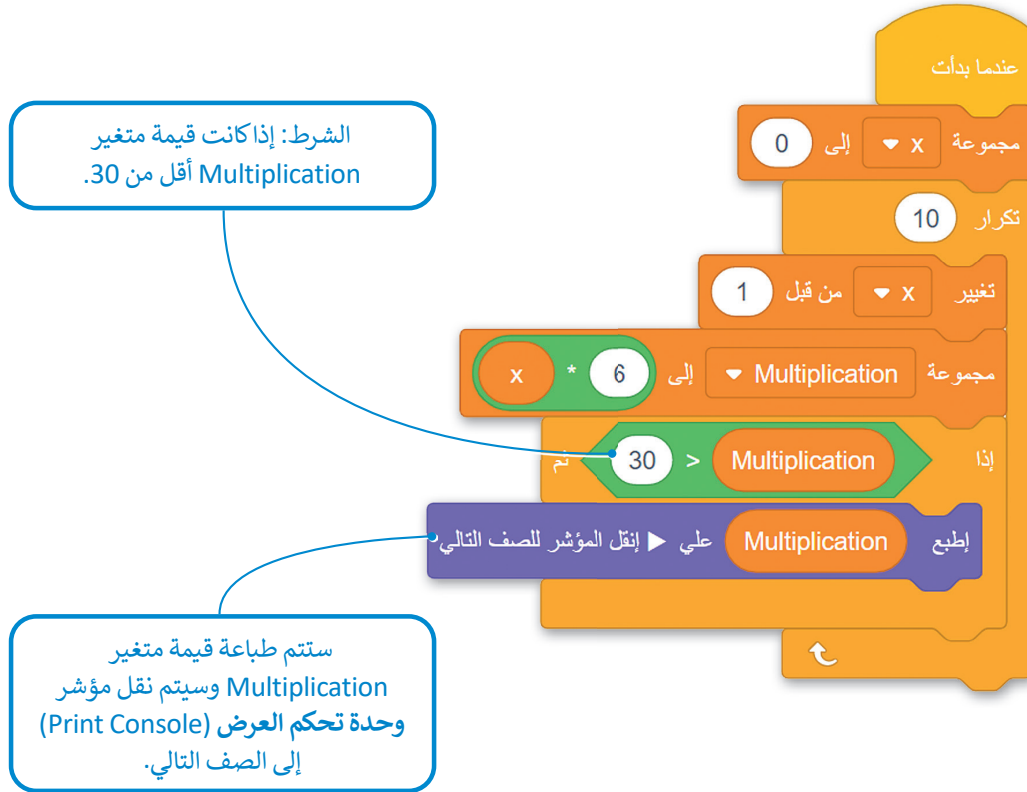 عندما بدأت
مجموعة x إلى 0
تكرار 10
تغيير x من قبل 1
مجموعة Multiplication إلى 6 * x
إذا Multiplication < 30 ثم
إطبع Multiplication علي ◀ إنقل المؤشر للصف التالي
الشرط: إذا كانت قيمة متغير
Multiplication أقل من 30.
ستتم طباعة قيمة متغير
Multiplication وسيتم نقل مؤشر
وحدة تحكم العرض (Print Console)
إلى الصف التالي.